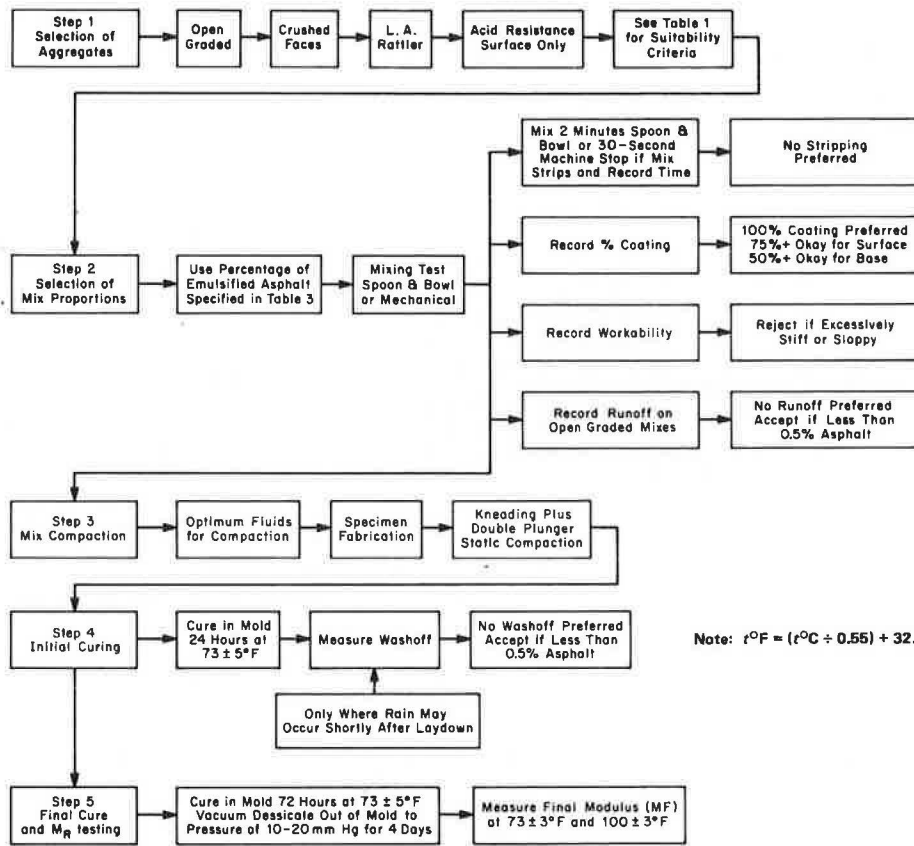 Step 1
Selection of
Aggregates
Open
Graded
Crushed
Faces
L. A.
Rattler
Acid Resistance
Surface Only
See Table 1
for Suitability
Criteria
Mix 2 Minutes Spoon &
Bowl or 30-Second
Machine Stop if Mix
Strips and Record Time
No Stripping
Preferred
Record % Coating
100% Coating Preferred
75%+ Okay for Surface
50%+ Okay for Base
Step 2
Selection of
Mix Proportions
Use Percentage of
Emulsified Asphalt
Specified in Table 3
Mixing Test
Spoon & Bowl
or Mechanical
Record Workability
Reject if Excessively
Stiff or Sloppy
Record Runoff on
Open Graded Mixes
No Runoff Preferred
Accept if Less Than
0.5% Asphalt
Step 3
Mix Compaction
Optimum Fluids
for Compaction
Specimen
Fabrication
Kneading Plus
Double Plunger
Static Compaction
Step 4
Initial Curing
Cure in Mold
24 Hours at
73 ± 5°F
Measure Washoff
No Washoff Preferred
Accept if Less Than
0.5% Asphalt
Note: t°F = (t°C ÷ 0.55) + 32.
Only Where Rain May
Occur Shortly After Laydown
Step 5
Final Cure
and MR testing
Cure in Mold 72 Hours at 73 ± 5°F
Vacuum Dessicate Out of Mold to
Pressure of 10-20 mm Hg for 4 Days
Measure Final Modulus (MF)
at 73 ± 3°F and 100 ± 3°F